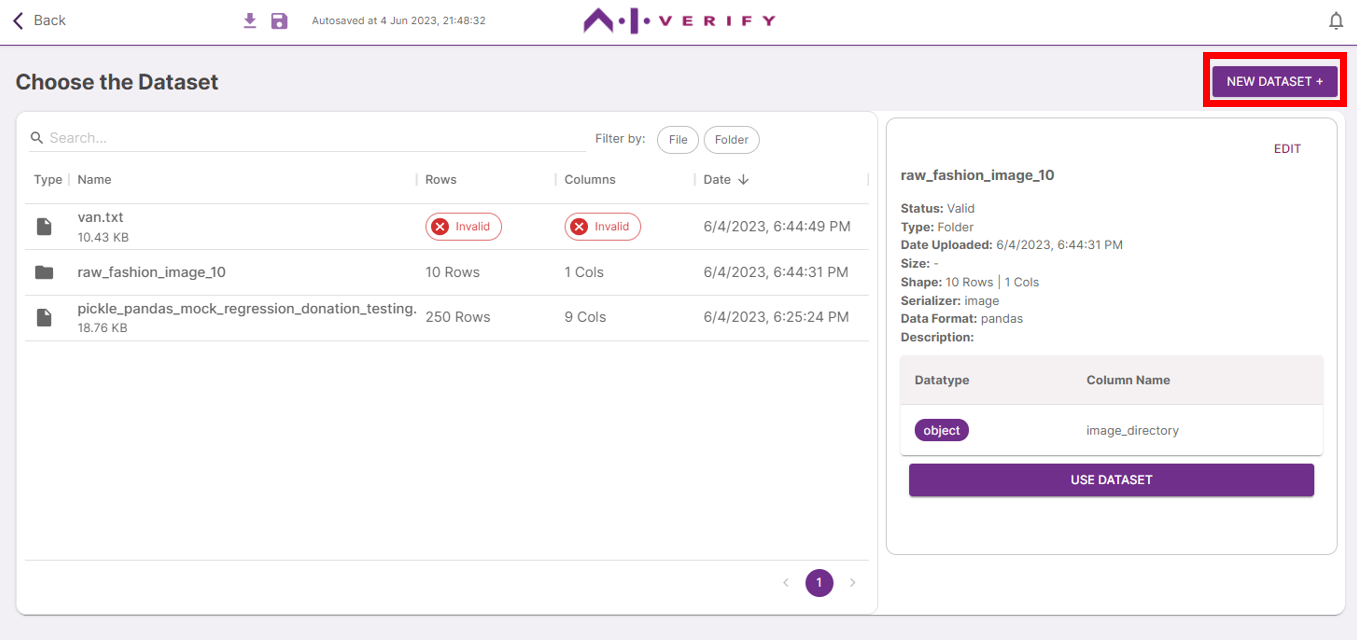 Back
Autosaved at 4 Jun 2023, 21:48:32
A·I·VERIFY
Choose the Dataset
NEW DATASET +
Search...
Filter by: File Folder
Type Name Rows Columns Date
van.txt
10.43 KB
Invalid Invalid 6/4/2023, 6:44:49 PM
raw_fashion_image_10 10 Rows 1 Cols 6/4/2023, 6:44:31 PM
pickle_pandas_mock_regression_donation_testing.
18.76 KB
250 Rows 9 Cols 6/4/2023, 6:25:24 PM
1
EDIT
raw_fashion_image_10
Status: Valid
Type: Folder
Date Uploaded: 6/4/2023, 6:44:31 PM
Size: -
Shape: 10 Rows | 1 Cols
Serializer: image
Data Format: pandas
Description:
Datatype Column Name
object image_directory
USE DATASET